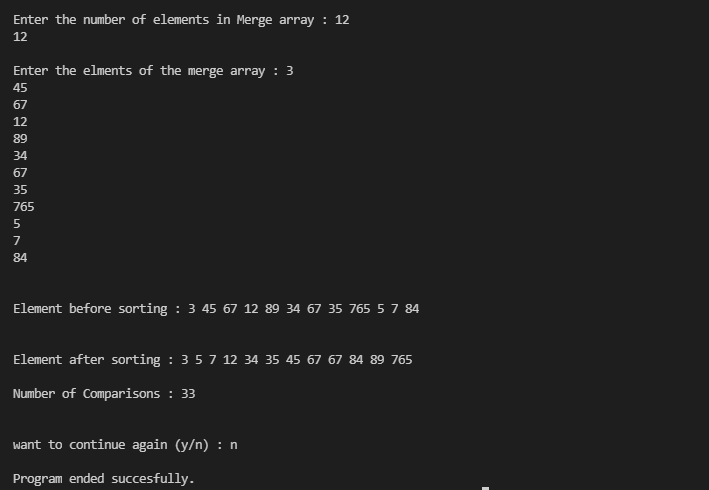 Enter the number of elements in Merge array : 12
12
Enter the elments of the merge array : 3
45
67
12
89
34
67
35
765
5
7
84
Element before sorting : 3 45 67 12 89 34 67 35 765 5 7 84
Element after sorting : 3 5 7 12 34 35 45 67 67 84 89 765
Number of Comparisons : 33
want to continue again (y/n) : n
Program ended succesfully.